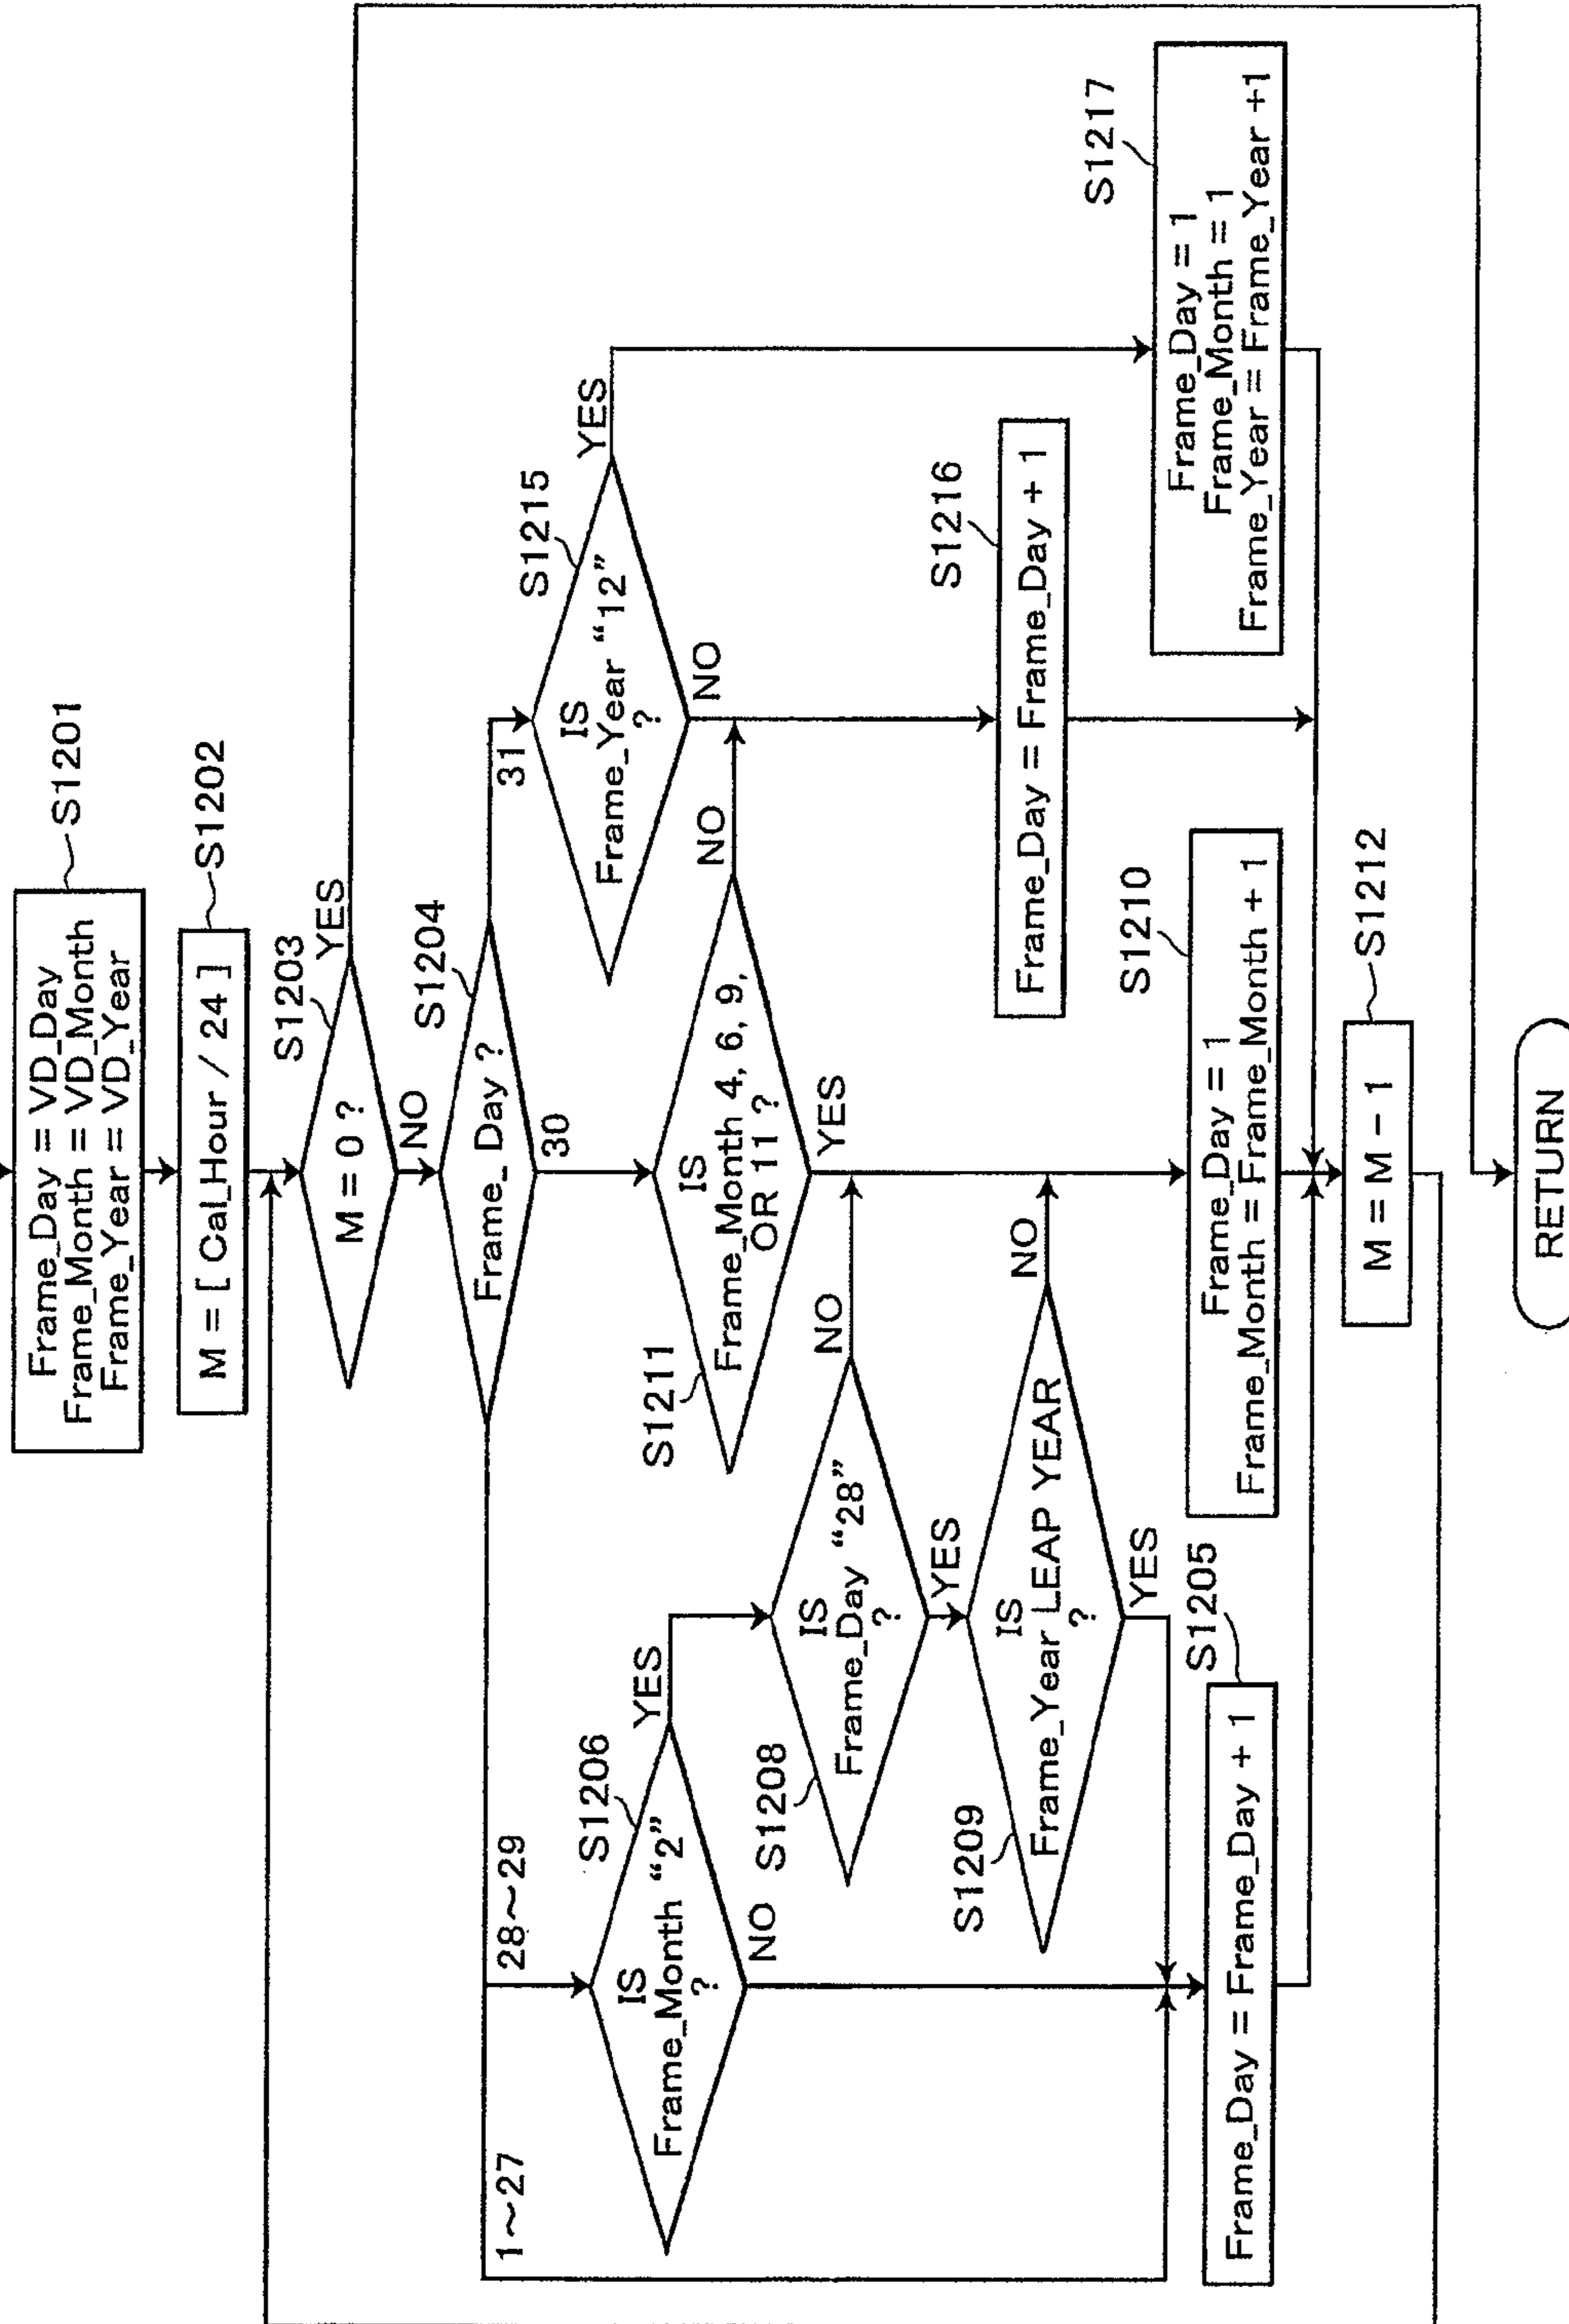 Frame_Day = VD_Day
Frame_Month = VD_Month
Frame_Year = VD_Year
S1201
M = [ Cal_Hour / 24 ]
S1202
S1203
M = 0 ?
YES
NO
S1204
Frame_Day ?
1~27
28~29
30
31
S1206
IS
Frame_Month “2”
?
YES
NO
S1211
IS
Frame_Month 4, 6, 9,
OR 11 ?
NO
YES
S1215
IS
Frame_Year “12”
?
YES
NO
S1208
IS
Frame_Day “28”
?
NO
YES
S1209
IS
Frame_Year LEAP YEAR
?
NO
YES
S1216
Frame_Day = Frame_Day + 1
S1217
Frame_Day = 1
Frame_Month = 1
Frame_Year = Frame_Year +1
S1205
Frame_Day = Frame_Day + 1
S1210
Frame_Day = 1
Frame_Month = Frame_Month + 1
S1212
M = M − 1
RETURN